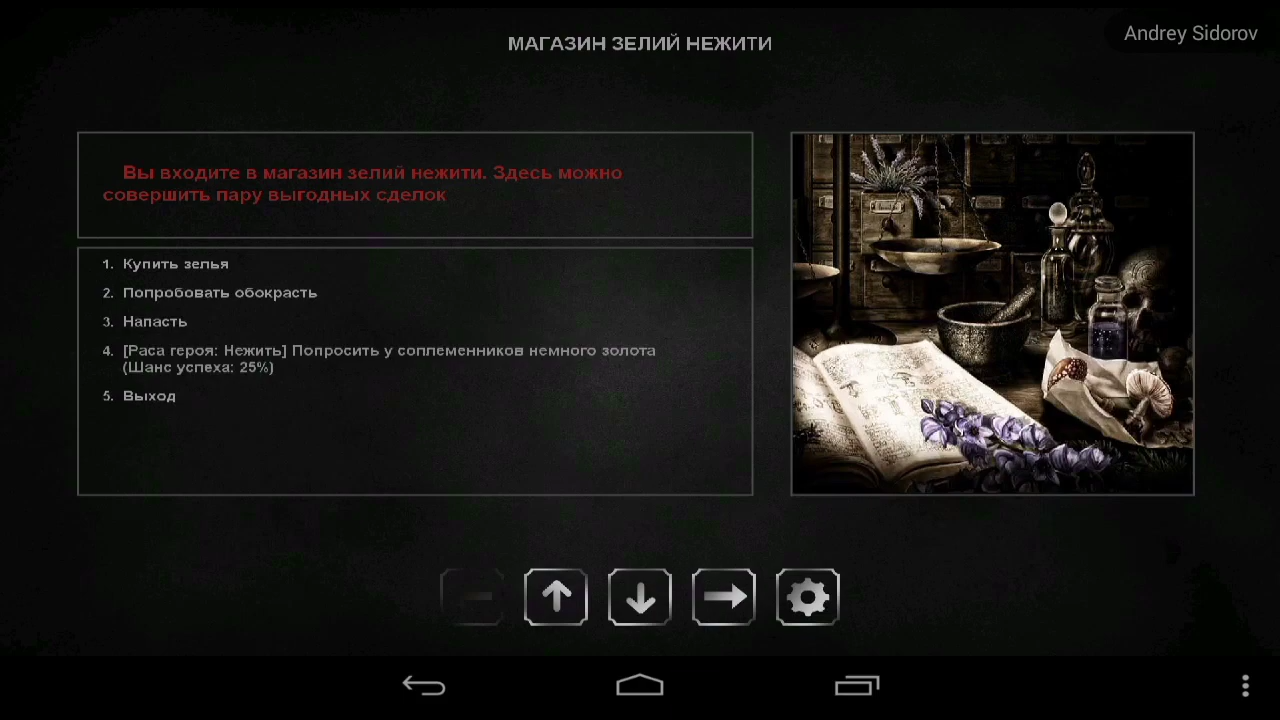 Andrey Sidorov
МАГАЗИН ЗЕЛИЙ НЕЖИТИ
Вы входите в магазин зелий нежити. Здесь можно
совершить пару выгодных сделок
1. Купить зелья
2. Попробовать обокрасть
3. Напасть
4. [Раса героя: Нежить] Попросить у соплеменников немного золота
(Шанс успеха: 25%)
5. Выход